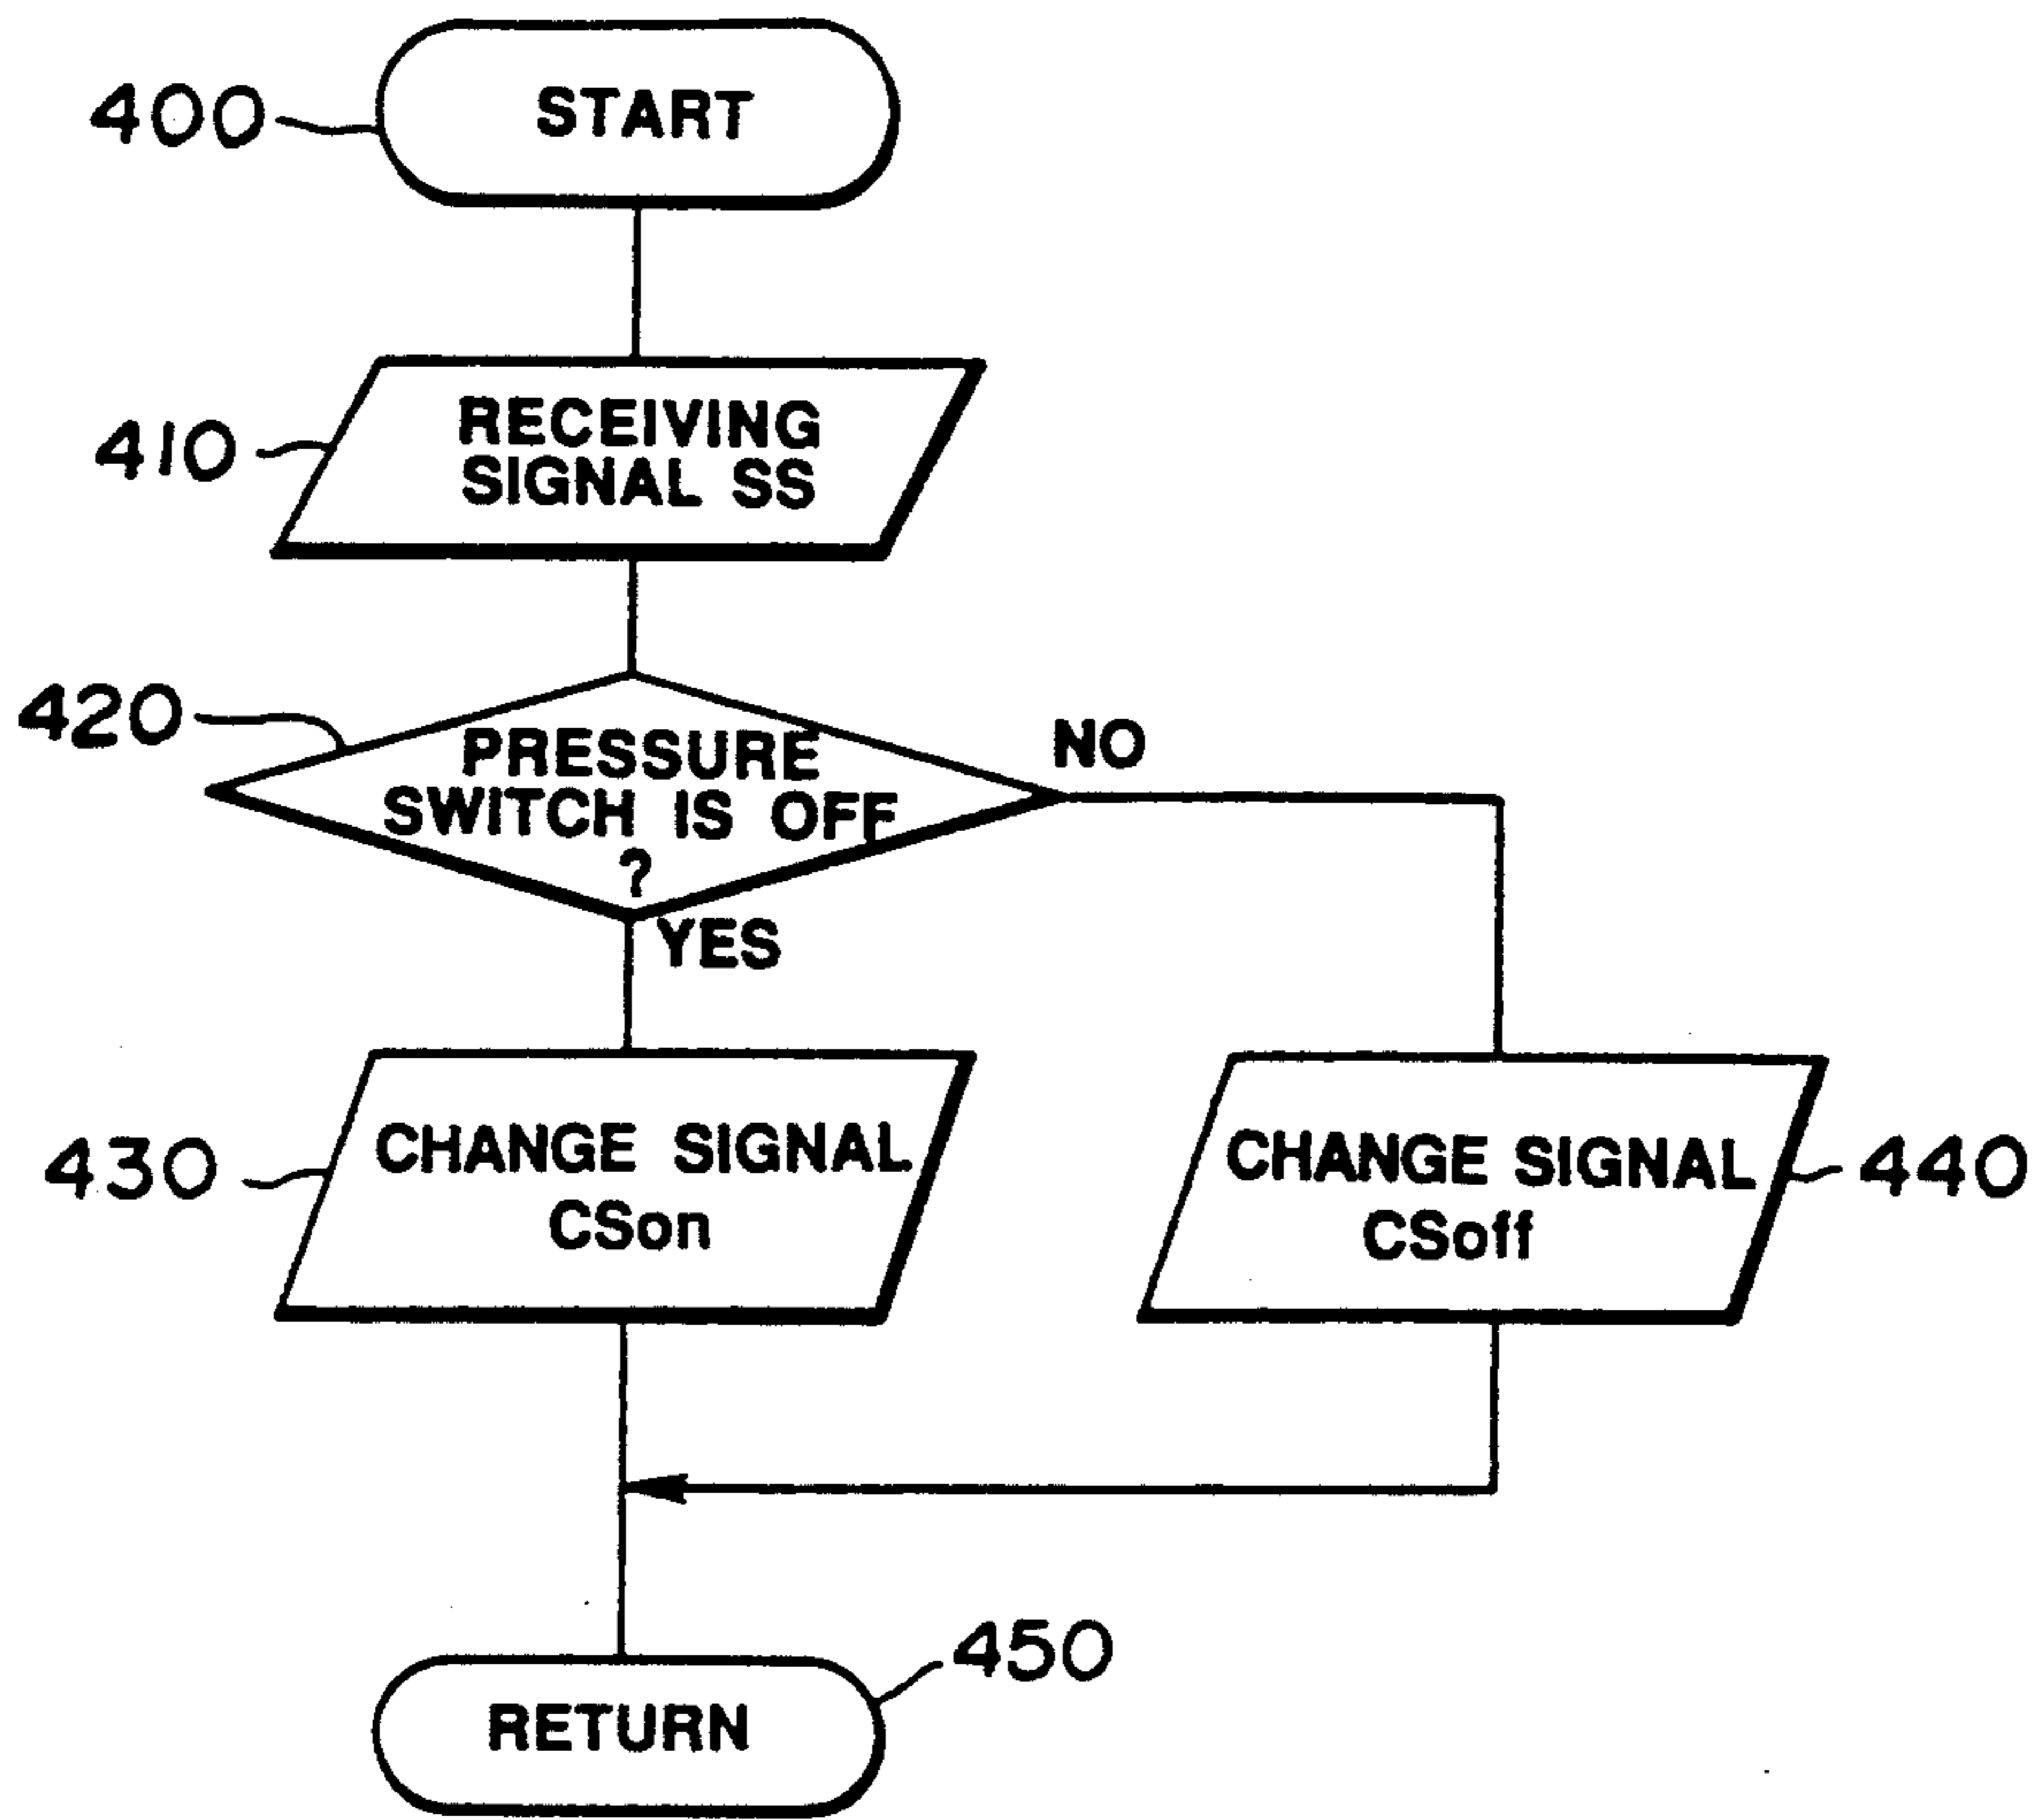 400
START
410
RECEIVING
SIGNAL SS
420
PRESSURE
SWITCH IS OFF
?
NO
YES
430
CHANGE SIGNAL
CSon
CHANGE SIGNAL
CSoff
440
450
RETURN